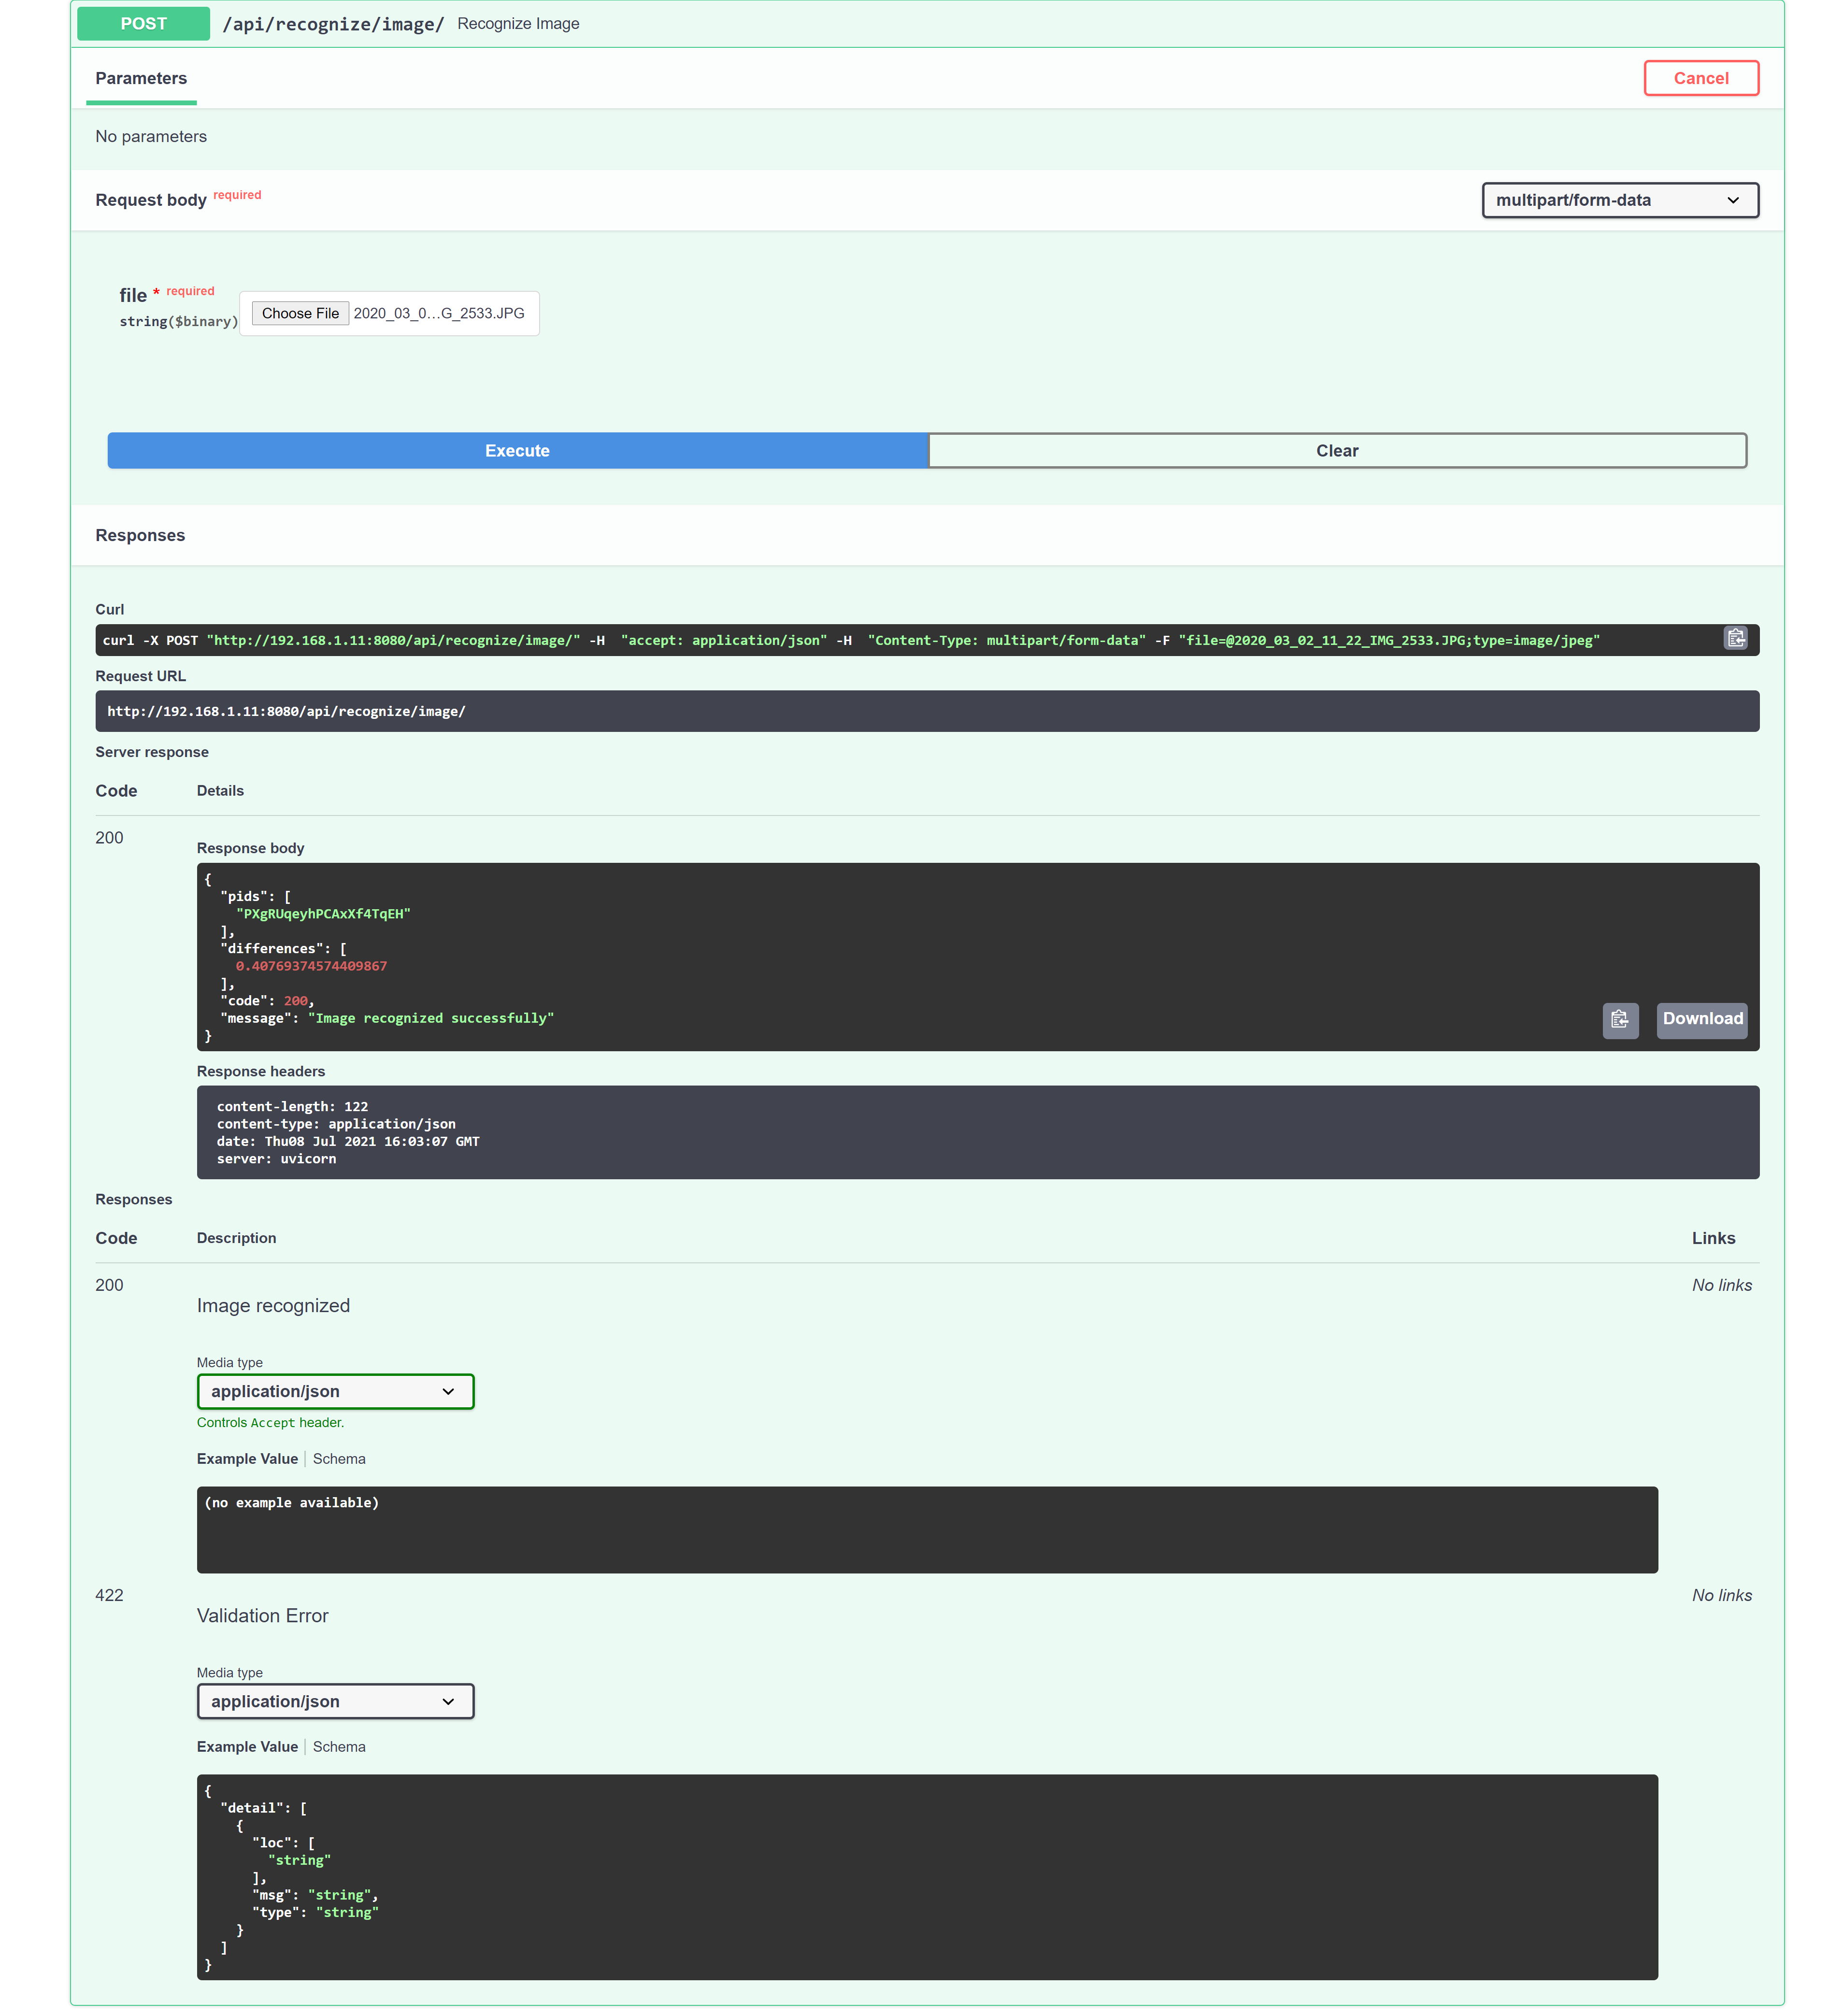 POST /api/recognize/image/ Recognize Image
Parameters Cancel
No parameters
Request body required multipart/form-data
file * required
string($binary) Choose File 2020_03_0…G_2533.JPG
Execute Clear
Responses
Curl
curl -X POST "http://192.168.1.11:8080/api/recognize/image/" -H  "accept: application/json" -H  "Content-Type: multipart/form-data" -F "file=@2020_03_02_11_22_IMG_2533.JPG;type=image/jpeg"
Request URL
http://192.168.1.11:8080/api/recognize/image/
Server response
Code Details
200
Response body
{
  "pids": [
    "PXgRUqeyhPCAxXf4TqEH"
  ],
  "differences": [
    0.40769374574409867
  ],
  "code": 200,
  "message": "Image recognized successfully"
}
Download
Response headers
content-length: 122
content-type: application/json
date: Thu08 Jul 2021 16:03:07 GMT
server: uvicorn
Responses
Code Description Links
200 No links
Image recognized
Media type
application/json
Controls Accept header.
Example Value Schema
(no example available)
422 No links
Validation Error
Media type
application/json
Example Value Schema
{
  "detail": [
    {
      "loc": [
        "string"
      ],
      "msg": "string",
      "type": "string"
    }
  ]
}